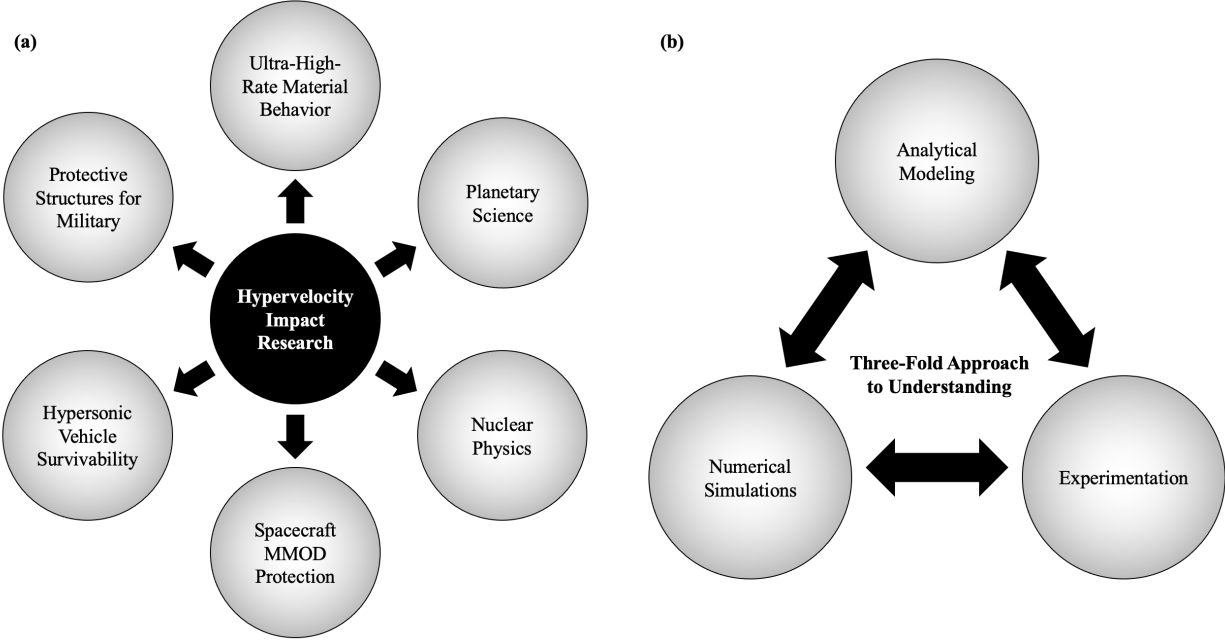 (a)
Ultra-High-
Rate Material
Behavior
Protective
Structures for
Military
Planetary
Science
Hypervelocity
Impact
Research
Hypersonic
Vehicle
Survivability
Nuclear
Physics
Spacecraft
MMOD
Protection
(b)
Analytical
Modeling
Three-Fold Approach
to Understanding
Numerical
Simulations
Experimentation